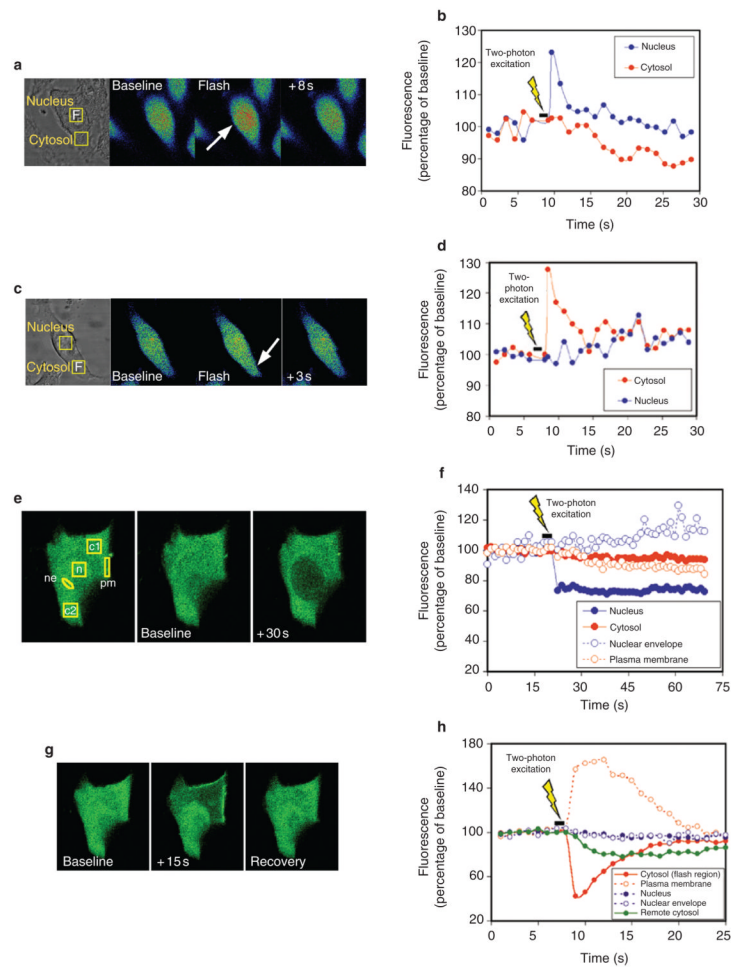 a
Nucleus
F
Cytosol
Baseline
Flash
+8s
b
Fluorescence
(percentage of baseline)
130
120
110
100
90
80
Two-photon
excitation
Nucleus
Cytosol
0
5
10
15
20
25
30
Time (s)
c
Nucleus
Cytosol
F
Baseline
Flash
+3s
d
Fluorescence
(percentage of baseline)
130
120
110
100
90
80
Two-
photon
excitation
Cytosol
Nucleus
0
5
10
15
20
25
30
Time (s)
e
c1
n
ne
pm
c2
Baseline
+30s
f
Fluorescence
(percentage of baseline)
140
120
100
80
60
40
20
Two-photon
excitation
Nucleus
Cytosol
Nuclear envelope
Plasma membrane
0
15
30
45
60
75
Time (s)
g
Baseline
+15s
Recovery
h
Fluorescence
(percentage of baseline)
180
140
100
60
20
Two-photon
excitation
Cytosol (flash region)
Plasma membrane
Nucleus
Nuclear envelope
Remote cytosol
0
5
10
15
20
25
Time (s)